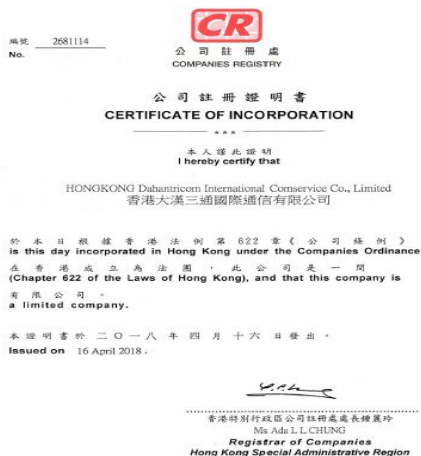 CR
編號 2681114
No.
公司註冊處
COMPANIES REGISTRY
公司註冊證明書
CERTIFICATE OF INCORPORATION
***
本人謹此證明
I hereby certify that
HONGKONG Dahantricom International Comservice Co., Limited
香港大漢三通國際通信有限公司
於本日根據香港法例第622章《公司條例》
is this day incorporated in Hong Kong under the Companies Ordinance
在香港成立為法團，此公司是一間
(Chapter 622 of the Laws of Hong Kong), and that this company is
有限公司。
a limited company.
本證明書於二〇一八年四月十六日發出。
Issued on 16 April 2018.
香港特別行政區公司註冊處處長鍾麗玲
Ms Ada L L CHUNG
Registrar of Companies
Hong Kong Special Administrative Region